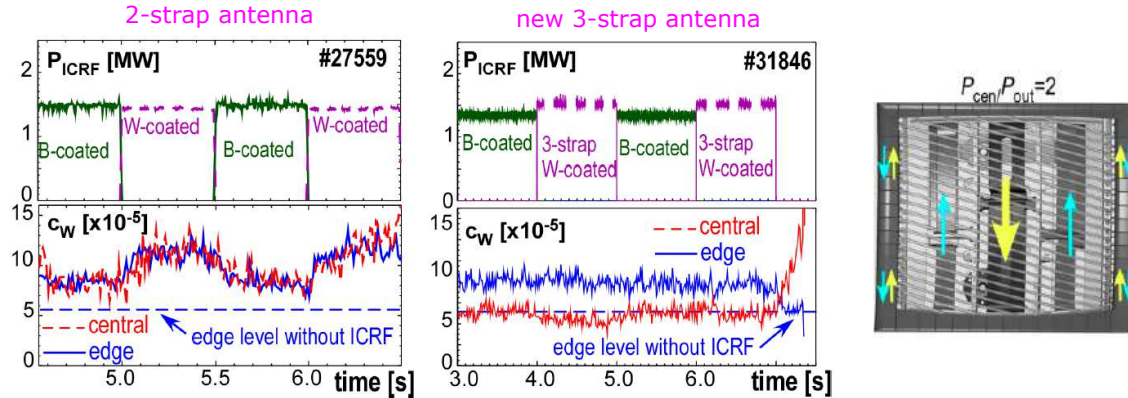 2-strap antenna
P_ICRF [MW] #27559
2
1
0
W-coated
W-coated
B-coated
B-coated
c_W [x10^-5]
15
10
5
0
central
edge
edge level without ICRF
5.0 5.5 6.0 time [s]
new 3-strap antenna
P_ICRF [MW] #31846
2
1
0
B-coated
3-strap
W-coated
B-coated
3-strap
W-coated
c_W [x10^-5]
15
10
5
0
central
edge
edge level without ICRF
3.0 4.0 5.0 6.0 7.0 time [s]
P_cen/P_out=2